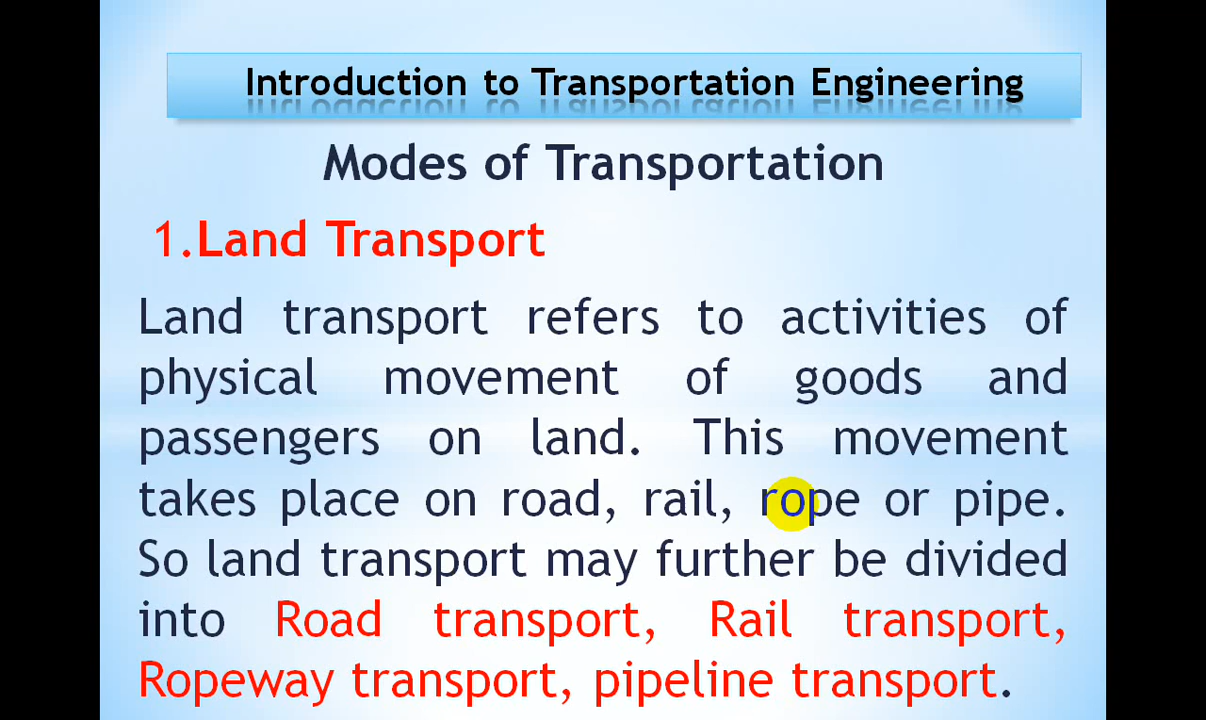 Introduction to Transportation Engineering
Modes of Transportation
1.Land Transport
Land transport refers to activities of
physical movement of goods and
passengers on land. This movement
takes place on road, rail, rope or pipe.
So land transport may further be divided
into Road transport, Rail transport,
Ropeway transport, pipeline transport.